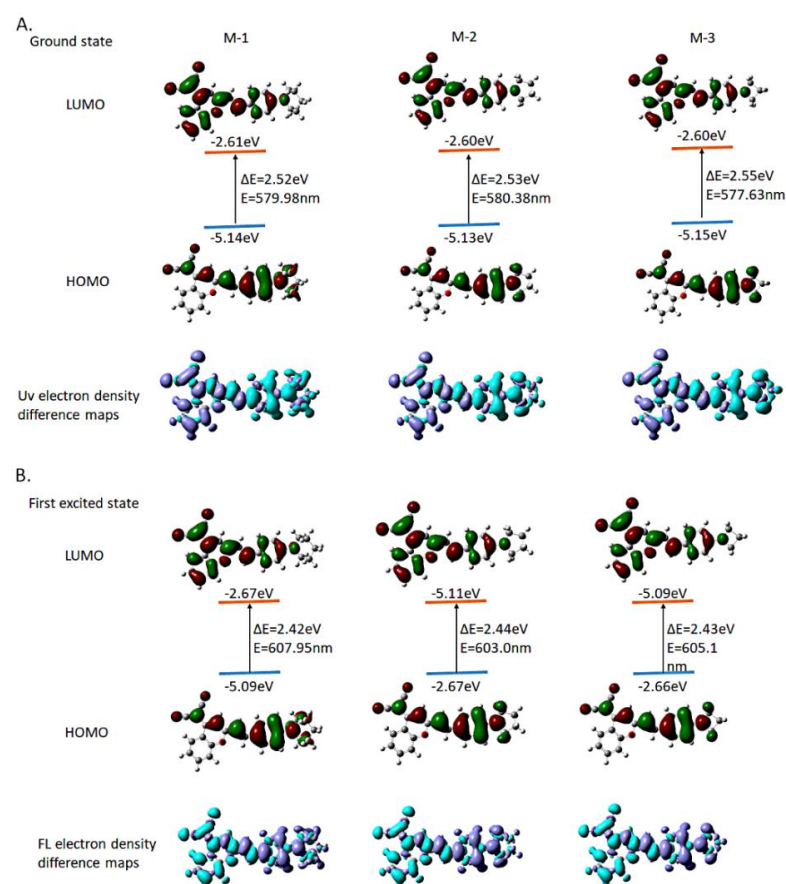 A.
Ground state
M-1 M-2 M-3
LUMO
-2.61eV -2.60eV -2.60eV
ΔE=2.52eV ΔE=2.53eV ΔE=2.55eV
E=579.98nm E=580.38nm E=577.63nm
-5.14eV -5.13eV -5.15eV
HOMO
Uv electron density
difference maps
B.
First excited state
LUMO
-2.67eV -5.11eV -5.09eV
ΔE=2.42eV ΔE=2.44eV ΔE=2.43eV
E=607.95nm E=603.0nm E=605.1
nm
-5.09eV -2.67eV -2.66eV
HOMO
FL electron density
difference maps